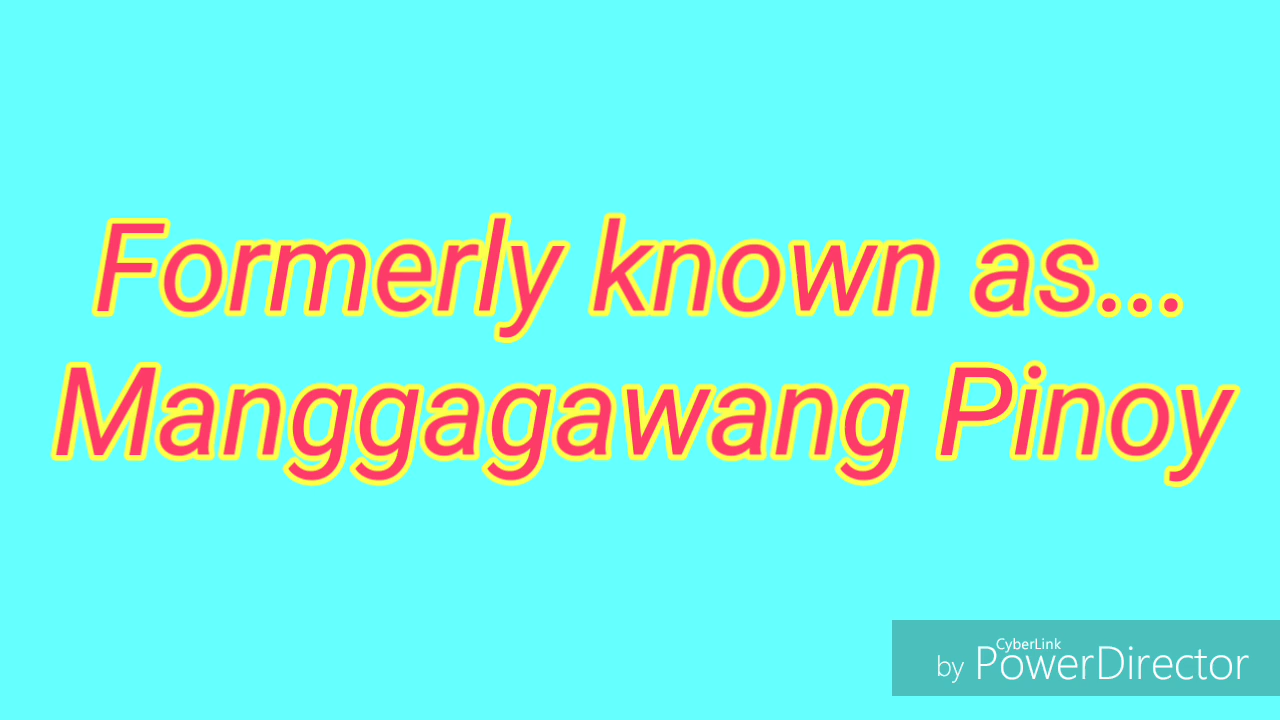 Formerly known as...
Manggagawang Pinoy
CyberLink
by PowerDirector